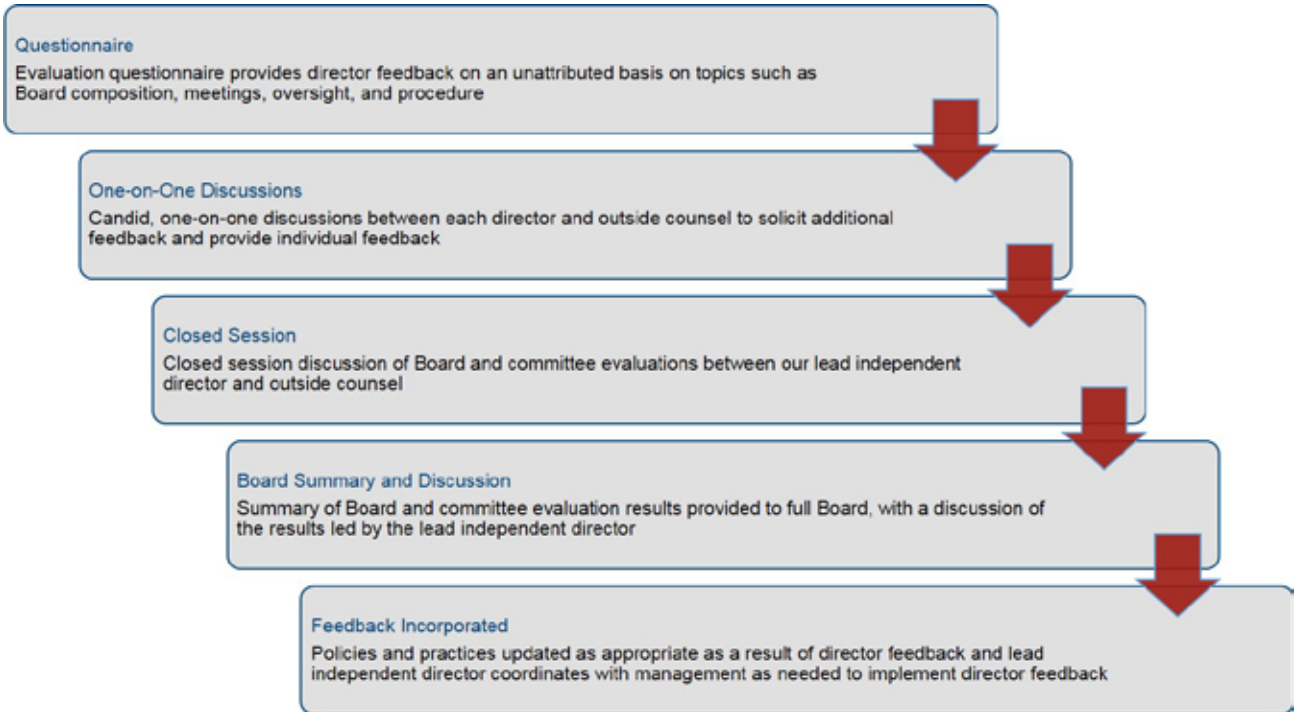 Questionnaire
Evaluation questionnaire provides director feedback on an unattributed basis on topics such as
Board composition, meetings, oversight, and procedure
One-on-One Discussions
Candid, one-on-one discussions between each director and outside counsel to solicit additional
feedback and provide individual feedback
Closed Session
Closed session discussion of Board and committee evaluations between our lead independent
director and outside counsel
Board Summary and Discussion
Summary of Board and committee evaluation results provided to full Board, with a discussion of
the results led by the lead independent director
Feedback Incorporated
Policies and practices updated as appropriate as a result of director feedback and lead
independent director coordinates with management as needed to implement director feedback